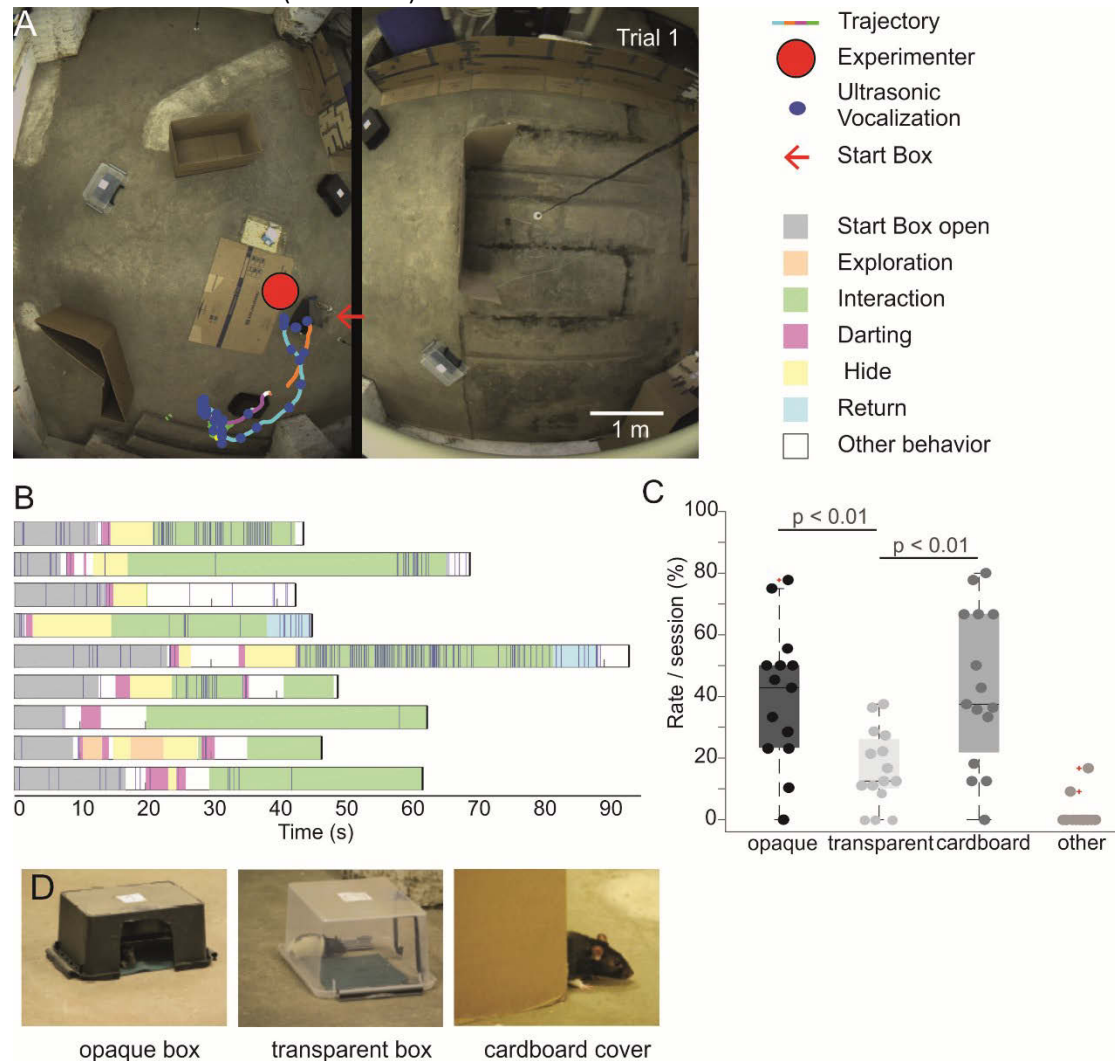 A
Trial 1
1 m
Trajectory
Experimenter
Ultrasonic
Vocalization
Start Box
Start Box open
Exploration
Interaction
Darting
Hide
Return
Other behavior
B
0 10 20 30 40 50 60 70 80 90
Time (s)
C
100
80
60
40
20
0
Rate / session (%)
p < 0.01
p < 0.01
opaque transparent cardboard other
D
opaque box transparent box cardboard cover